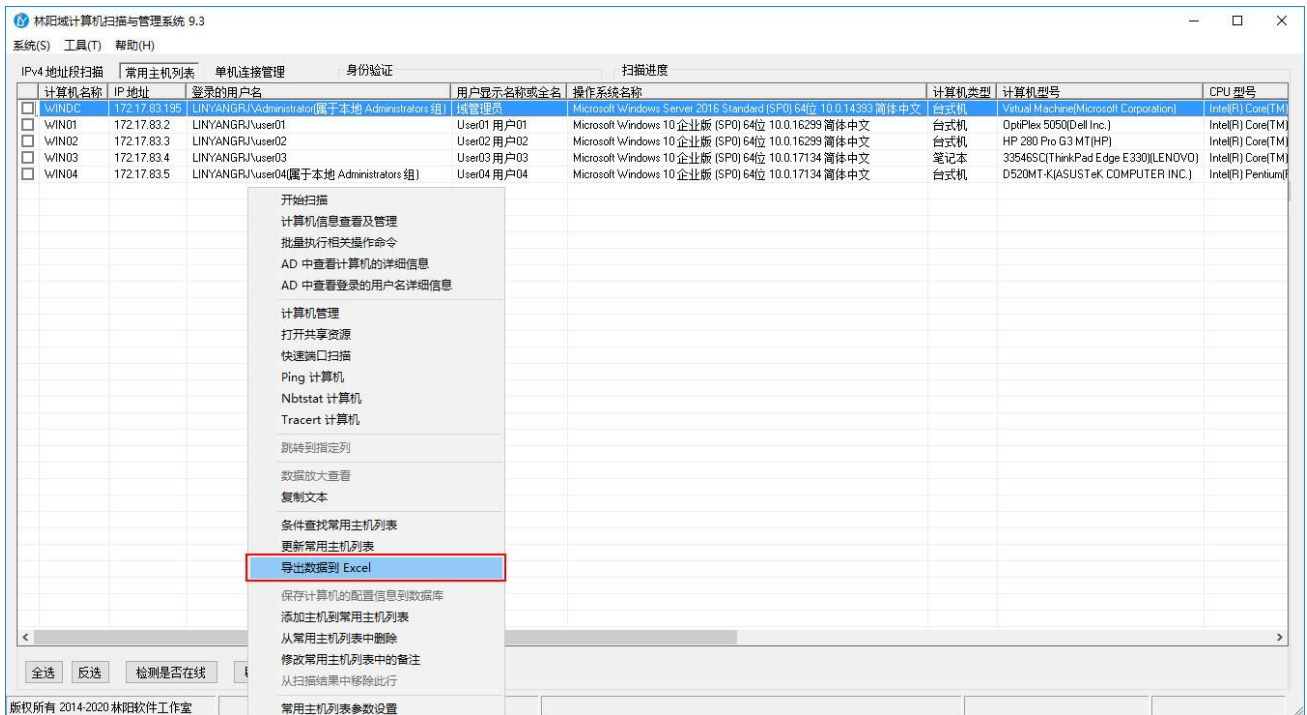 林阳域计算机扫描与管理系统 9.3
系统(S) 工具(T) 帮助(H)
IPv4 地址段扫描 常用主机列表 单机连接管理 身份验证 扫描进度
计算机名称 IP 地址 登录的用户名 用户显示名称或全名 操作系统名称 计算机类型 计算机型号 CPU 型号
WINDC 172.17.83.195 LINYANGRJ\Administrator(属于本地 Administrators 组) 域管理员 Microsoft Windows Server 2016 Standard (SP0) 64位 10.0.14393 简体中文 台式机 Virtual Machine(Microsoft Corporation) Intel(R) Core(TM)
WIN01 172.17.83.2 LINYANGRJ\user01 User01 用户01 Microsoft Windows 10 企业版 (SP0) 64位 10.0.16299 简体中文 台式机 OptiPlex 5050(Dell Inc.) Intel(R) Core(TM)
WIN02 172.17.83.3 LINYANGRJ\user02 User02 用户02 Microsoft Windows 10 企业版 (SP0) 64位 10.0.16299 简体中文 台式机 HP 280 Pro G3 MT(HP) Intel(R) Core(TM)
WIN03 172.17.83.4 LINYANGRJ\user03 User03 用户03 Microsoft Windows 10 企业版 (SP0) 64位 10.0.17134 简体中文 笔记本 33546SC(ThinkPad Edge E330)(LENOVO) Intel(R) Core(TM)
WIN04 172.17.83.5 LINYANGRJ\user04(属于本地 Administrators 组) User04 用户04 Microsoft Windows 10 企业版 (SP0) 64位 10.0.17134 简体中文 台式机 D520MT-K(ASUSTeK COMPUTER INC.) Intel(R) Pentium(
开始扫描
计算机信息查看及管理
批量执行相关操作命令
AD 中查看计算机的详细信息
AD 中查看登录的用户名详细信息
计算机管理
打开共享资源
快速端口扫描
Ping 计算机
Nbtstat 计算机
Tracert 计算机
跳转到指定列
数据放大查看
复制文本
条件查找常用主机列表
更新常用主机列表
导出数据到 Excel
保存计算机的配置信息到数据库
添加主机到常用主机列表
从常用主机列表中删除
修改常用主机列表中的备注
从扫描结果中移除此行
常用主机列表参数设置
全选 反选 检测是否在线
版权所有 2014-2020 林阳软件工作室